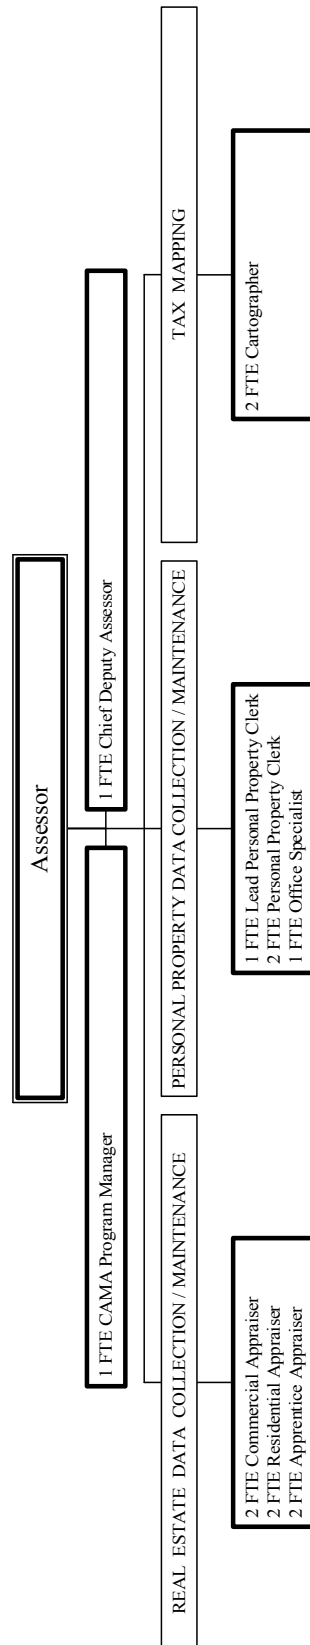 Assessor
1 FTE CAMA Program Manager
1 FTE Chief Deputy Assessor
REAL ESTATE DATA COLLECTION / MAINTENANCE
PERSONAL PROPERTY DATA COLLECTION / MAINTENANCE
TAX MAPPING
2 FTE Commercial Appraiser
2 FTE Residential Appraiser
2 FTE Apprentice Appraiser
1 FTE Lead Personal Property Clerk
2 FTE Personal Property Clerk
1 FTE Office Specialist
2 FTE Cartographer